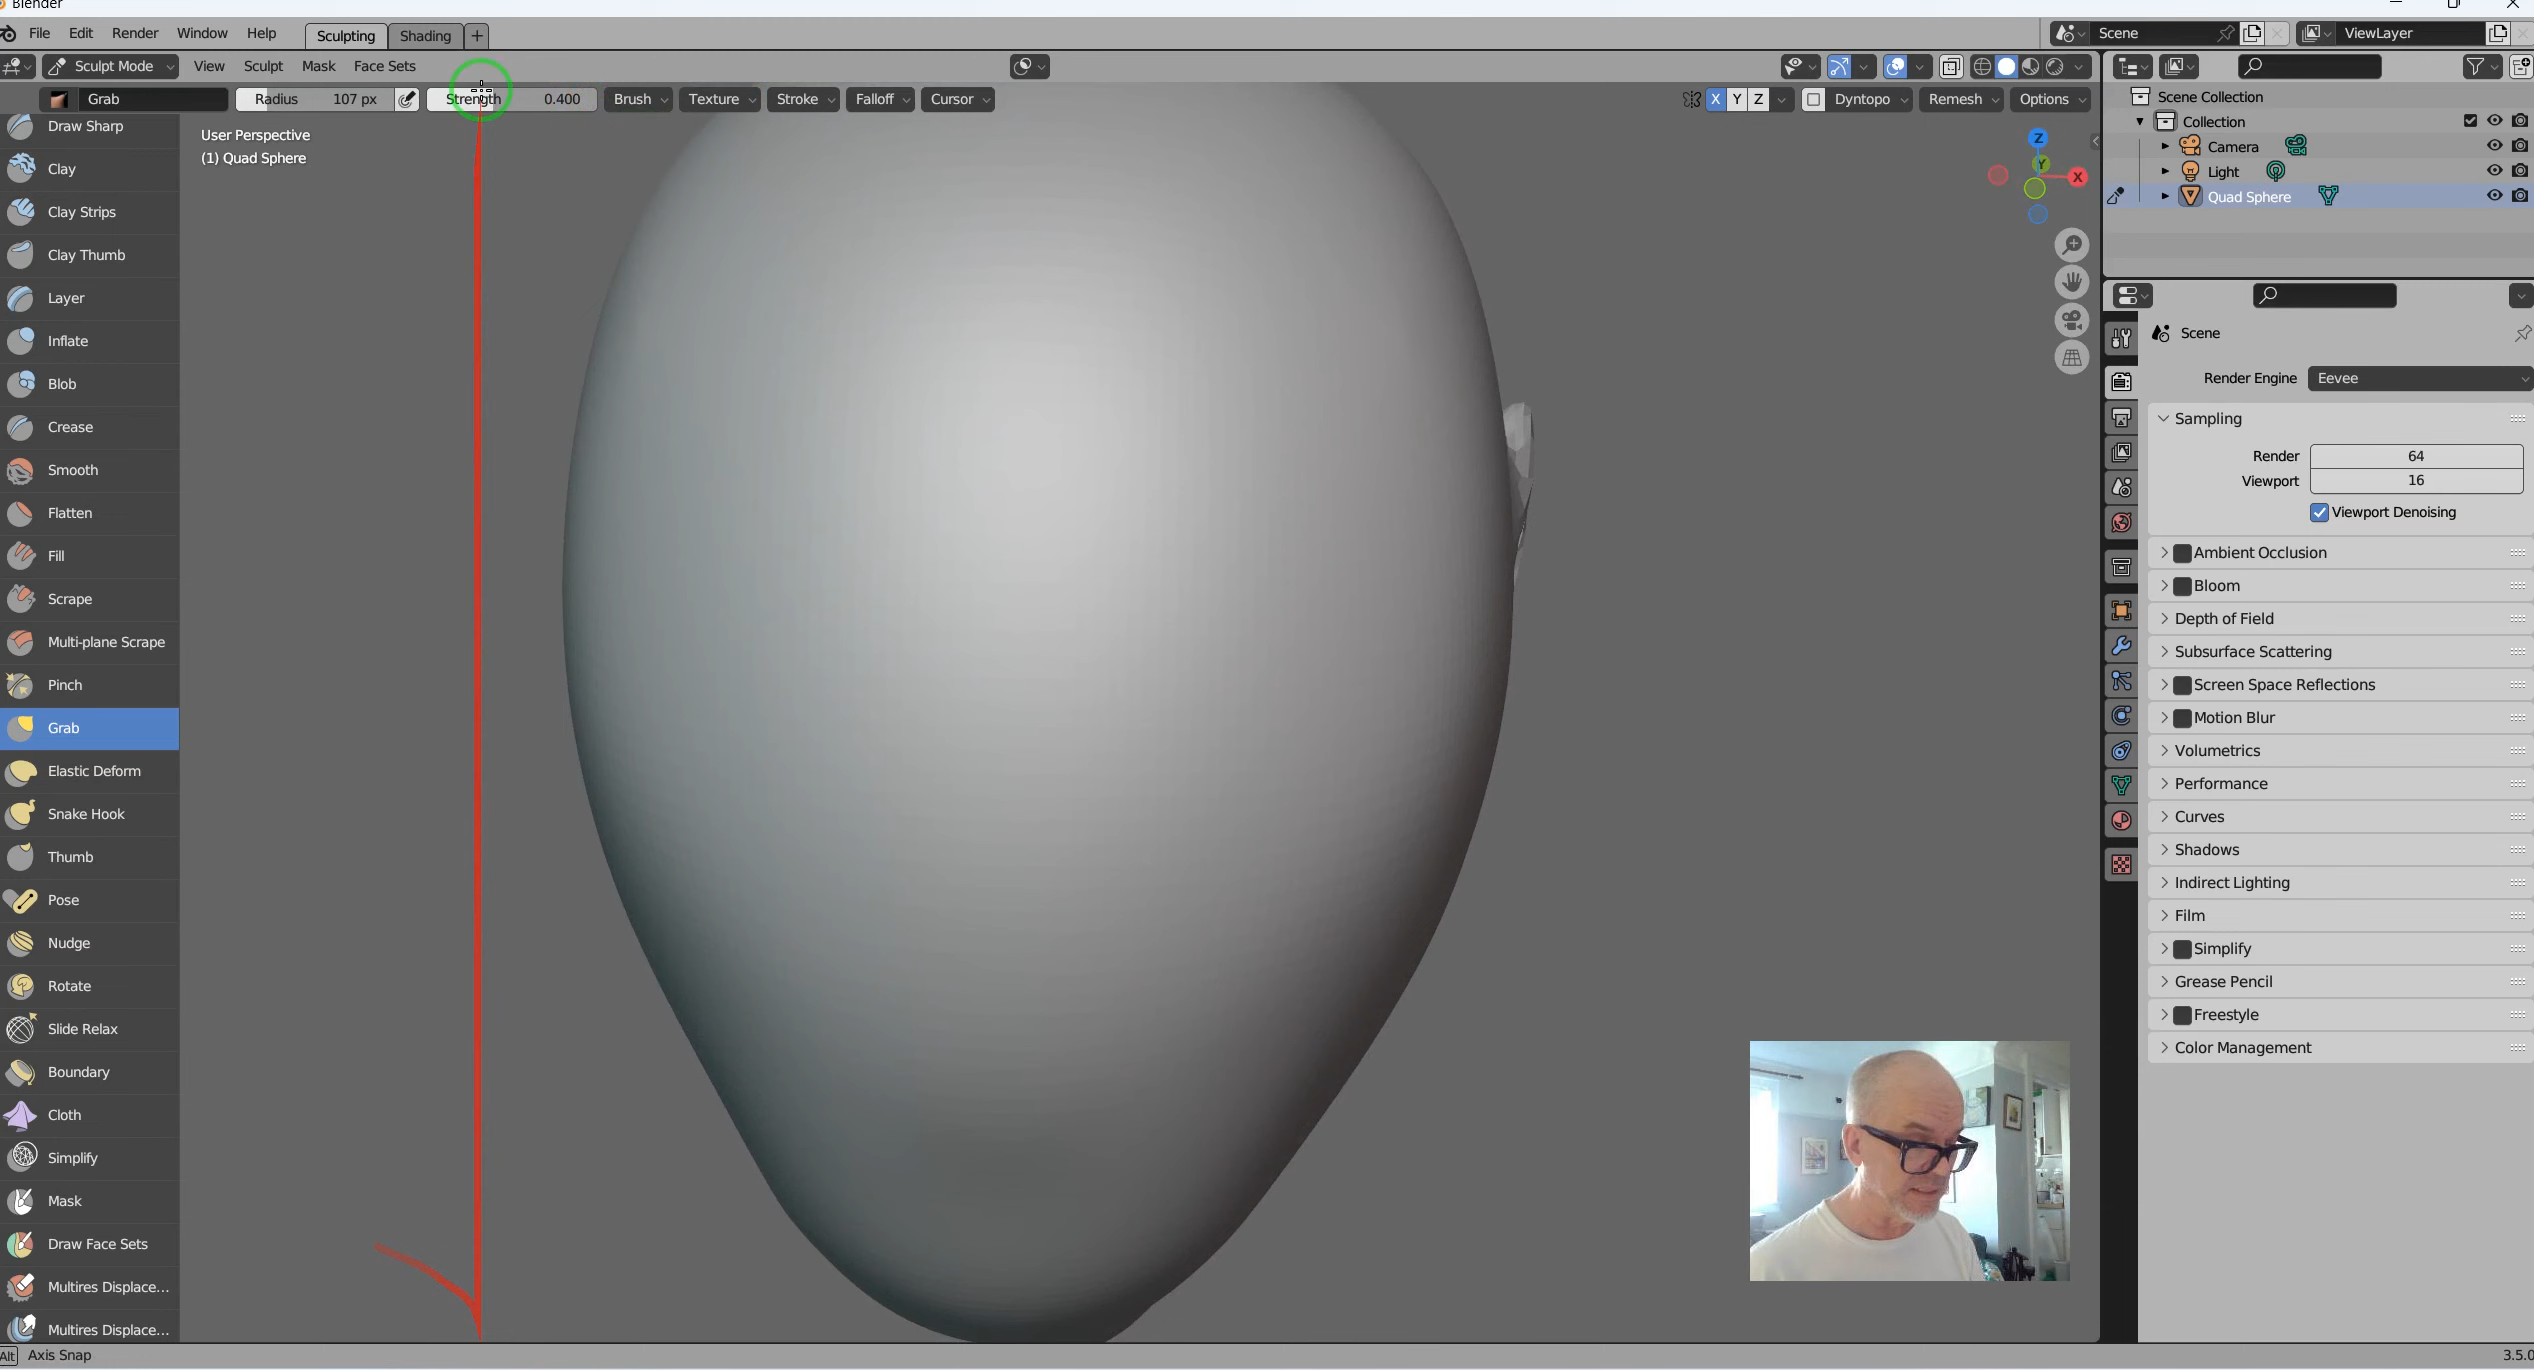 Blender
File Edit Render Window Help Sculpting Shading + Scene ViewLayer
Sculpt Mode View Sculpt Mask Face Sets
Grab Radius 107 px Strength 0.400 Brush Texture Stroke Falloff Cursor X Y Z Dyntopo Remesh Options
Draw Sharp
Clay
Clay Strips
Clay Thumb
Layer
Inflate
Blob
Crease
Smooth
Flatten
Fill
Scrape
Multi-plane Scrape
Pinch
Grab
Elastic Deform
Snake Hook
Thumb
Pose
Nudge
Rotate
Slide Relax
Boundary
Cloth
Simplify
Mask
Draw Face Sets
Multires Displace...
Multires Displace...
User Perspective
(1) Quad Sphere
Z
Y
X
Scene Collection
Collection
Camera
Light
Quad Sphere
Scene
Render Engine Eevee
Sampling
Render 64
Viewport 16
Viewport Denoising
Ambient Occlusion
Bloom
Depth of Field
Subsurface Scattering
Screen Space Reflections
Motion Blur
Volumetrics
Performance
Curves
Shadows
Indirect Lighting
Film
Simplify
Grease Pencil
Freestyle
Color Management
Alt Axis Snap
3.5.0